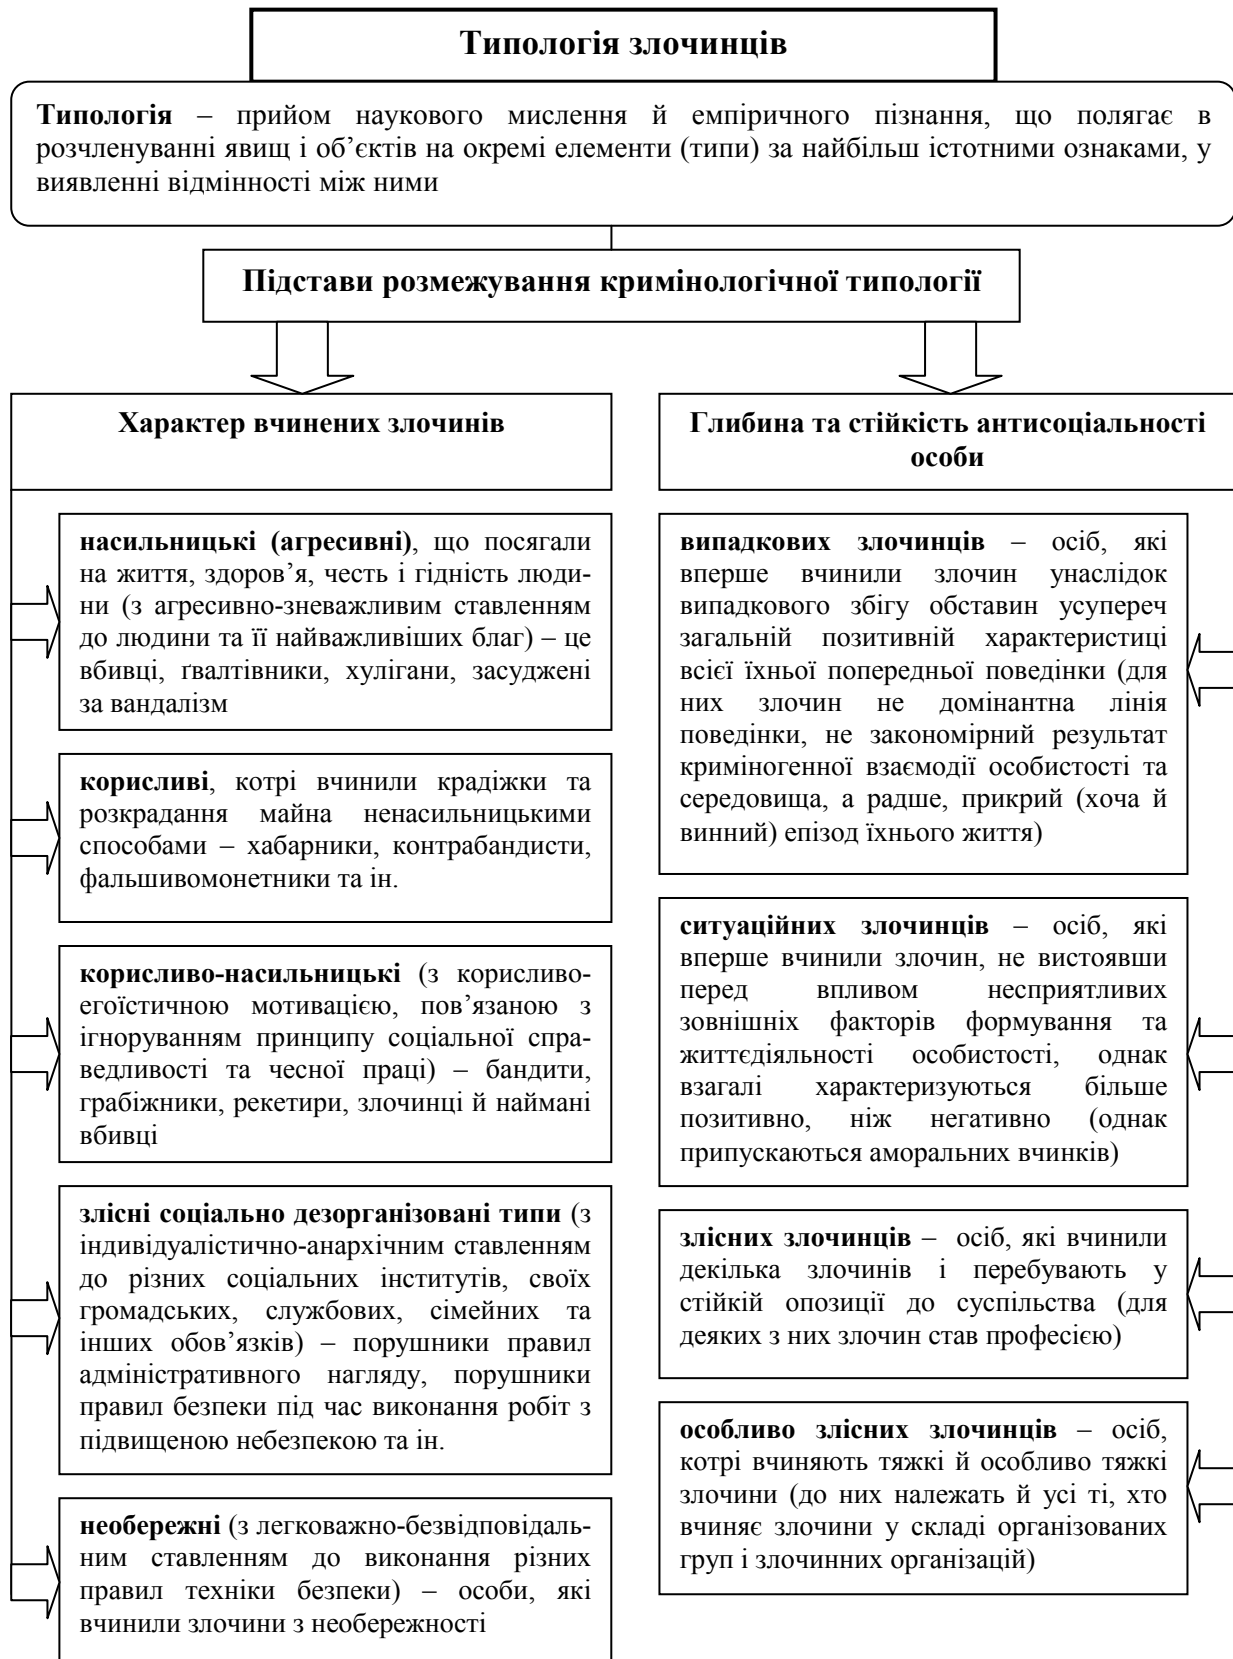 Типологія злочинців
Типологія – прийом наукового мислення й емпіричного пізнання, що полягає в
розчленуванні явищ і об’єктів на окремі елементи (типи) за найбільш істотними ознаками, у
виявленні відмінності між ними
Підстави розмежування кримінологічної типології
Характер вчинених злочинів
насильницькі (агресивні), що посягали
на життя, здоров’я, честь і гідність люди-
ни (з агресивно-зневажливим ставленням
до людини та її найважливіших благ) – це
вбивці, ґвалтівники, хулігани, засуджені
за вандалізм
корисливі, котрі вчинили крадіжки та
розкрадання майна ненасильницькими
способами – хабарники, контрабандисти,
фальшивомонетники та ін.
корисливо-насильницькі (з корисливо-
егоїстичною мотивацією, пов’язаною з
ігноруванням принципу соціальної спра-
ведливості та чесної праці) – бандити,
грабіжники, рекетири, злочинці й наймані
вбивці
злісні соціально дезорганізовані типи (з
індивідуалістично-анархічним ставленням
до різних соціальних інститутів, своїх
громадських, службових, сімейних та
інших обов’язків) – порушники правил
адміністративного нагляду, порушники
правил безпеки під час виконання робіт з
підвищеною небезпекою та ін.
необережні (з легковажно-безвідповідаль-
ним ставленням до виконання різних
правил техніки безпеки) – особи, які
вчинили злочини з необережності
Глибина та стійкість антисоціальності
особи
випадкових злочинців – осіб, які
вперше вчинили злочин унаслідок
випадкового збігу обставин усупереч
загальній позитивній характеристиці
всієї їхньої попередньої поведінки (для
них злочин не домінантна лінія
поведінки, не закономірний результат
криміногенної взаємодії особистості та
середовища, а радше, прикрий (хоча й
винний) епізод їхнього життя)
ситуаційних злочинців – осіб, які
вперше вчинили злочин, не вистоявши
перед впливом несприятливих
зовнішніх факторів формування та
життєдіяльності особистості, однак
взагалі характеризуються більше
позитивно, ніж негативно (однак
припускаються аморальних вчинків)
злісних злочинців – осіб, які вчинили
декілька злочинів і перебувають у
стійкій опозиції до суспільства (для
деяких з них злочин став професією)
особливо злісних злочинців – осіб,
котрі вчиняють тяжкі й особливо тяжкі
злочини (до них належать й усі ті, хто
вчиняє злочини у складі організованих
груп і злочинних організацій)